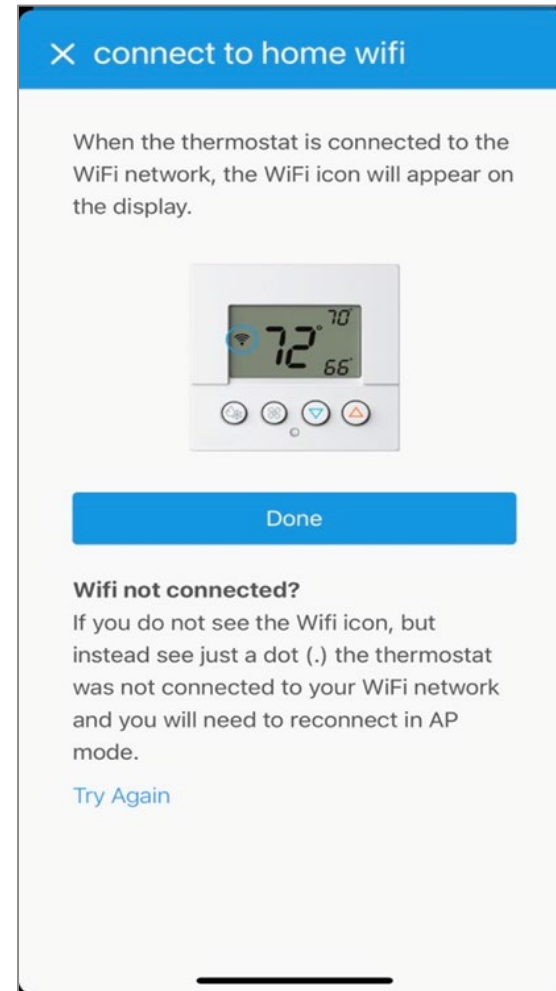 connect to home wifi
When the thermostat is connected to the
WiFi network, the WiFi icon will appear on
the display.
70°
72°
66°
Done
Wifi not connected?
If you do not see the Wifi icon, but
instead see just a dot (.) the thermostat
was not connected to your WiFi network
and you will need to reconnect in AP
mode.
Try Again